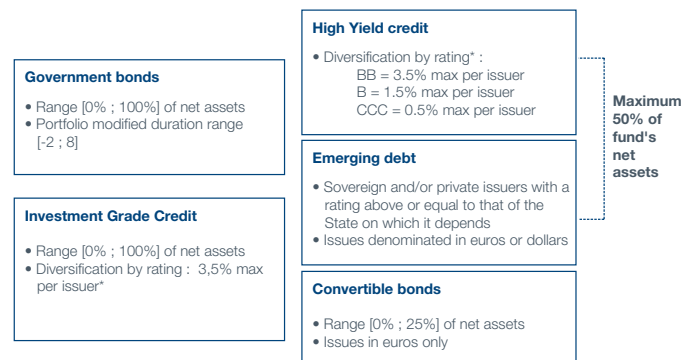 Government bonds
• Range [0% ; 100%] of net assets
• Portfolio modified duration range
[-2 ; 8]
Investment Grade Credit
• Range [0% ; 100%] of net assets
• Diversification by rating : 3,5% max
per issuer*
High Yield credit
• Diversification by rating* :
BB = 3.5% max per issuer
B = 1.5% max per issuer
CCC = 0.5% max per issuer
Emerging debt
• Sovereign and/or private issuers with a
rating above or equal to that of the
State on which it depends
• Issues denominated in euros or dollars
Convertible bonds
• Range [0% ; 25%] of net assets
• Issues in euros only
Maximum
50% of
fund's
net
assets